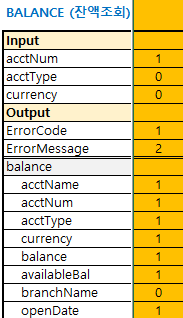 BALANCE (잔액조회)
Input
acctNum 1
acctType 0
currency 0
Output
ErrorCode 1
ErrorMessage 2
balance
acctName 1
acctNum 1
acctType 1
currency 1
balance 1
availableBal 1
branchName 0
openDate 1